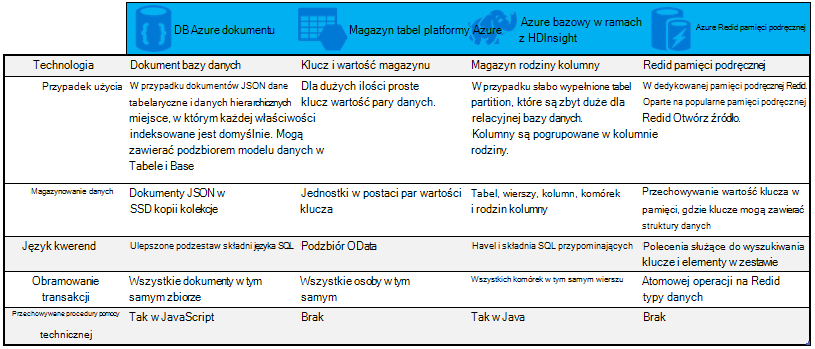 DB Azure dokumentu
Magazyn tabel platformy Azure
Azure bazowy w ramach
z HDInsight
Azure Redid pamięci podręcznej
Technologia
Dokument bazy danych
Klucz i wartość magazynu
Magazyn rodziny kolumny
Redid pamięci podręcznej
Przypadek użycia
W przypadku dokumentów JSON dane
tabelaryczne i danych hierarchicznych
miejsce, w którym każdej właściwości
indeksowane jest domyślnie. Mogą
zawierać podzbiorem modelu danych w
Tabele i Base
Dla dużych ilości proste
klucz wartość pary danych.
W przypadku słabo wypełnione tabel
partition, które są zbyt duże dla
relacyjnej bazy danych.
Kolumny są pogrupowane w kolumnie
rodziny.
W dedykowanej pamięci podręcznej Redid.
Oparte na popularne pamięci podręcznej
Redid Otwórz źródło.
Magazynowanie danych
Dokumenty JSON w
SSD kopii kolekcje
Jednostki w postaci par wartości
klucza
Tabel, wierszy, kolumn, komórek
i rodzin kolumny
Przechowywanie wartość klucza w
pamięci, gdzie klucze mogą zawierać
struktury danych
Język kwerend
Ulepszone podzestaw składni języka SQL
Podzbiór OData
Havel i składnia SQL przypominających
Polecenia służące do wyszukiwania
klucze i elementy w zestawie
Obramowanie
transakcji
Wszystkie dokumenty w tym
samym zbiorze
Wszystkie osoby w tym
samym
Wszystkich komórek w tym samym wierszu
Atomowej operacji na Redid
typy danych
Przechowywane procedury pomocy
technicznej
Tak w JavaScript
Brak
Tak w Java
Brak